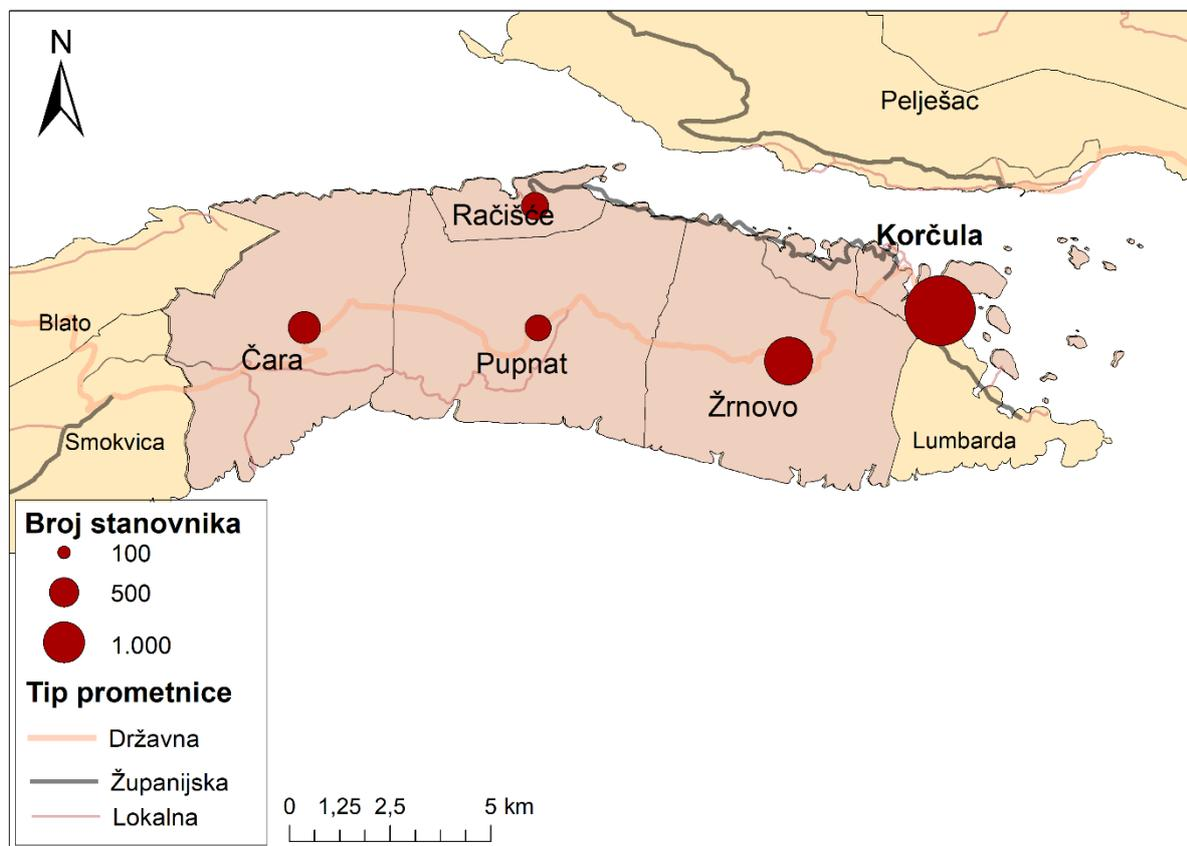 N
Pelješac
Račišće
Korčula
Blato
Čara
Pupnat
Žrnovo
Smokvica
Lumbarda
Broj stanovnika
100
500
1.000
Tip prometnice
Državna
Županijska
Lokalna
0 1,25 2,5 5 km